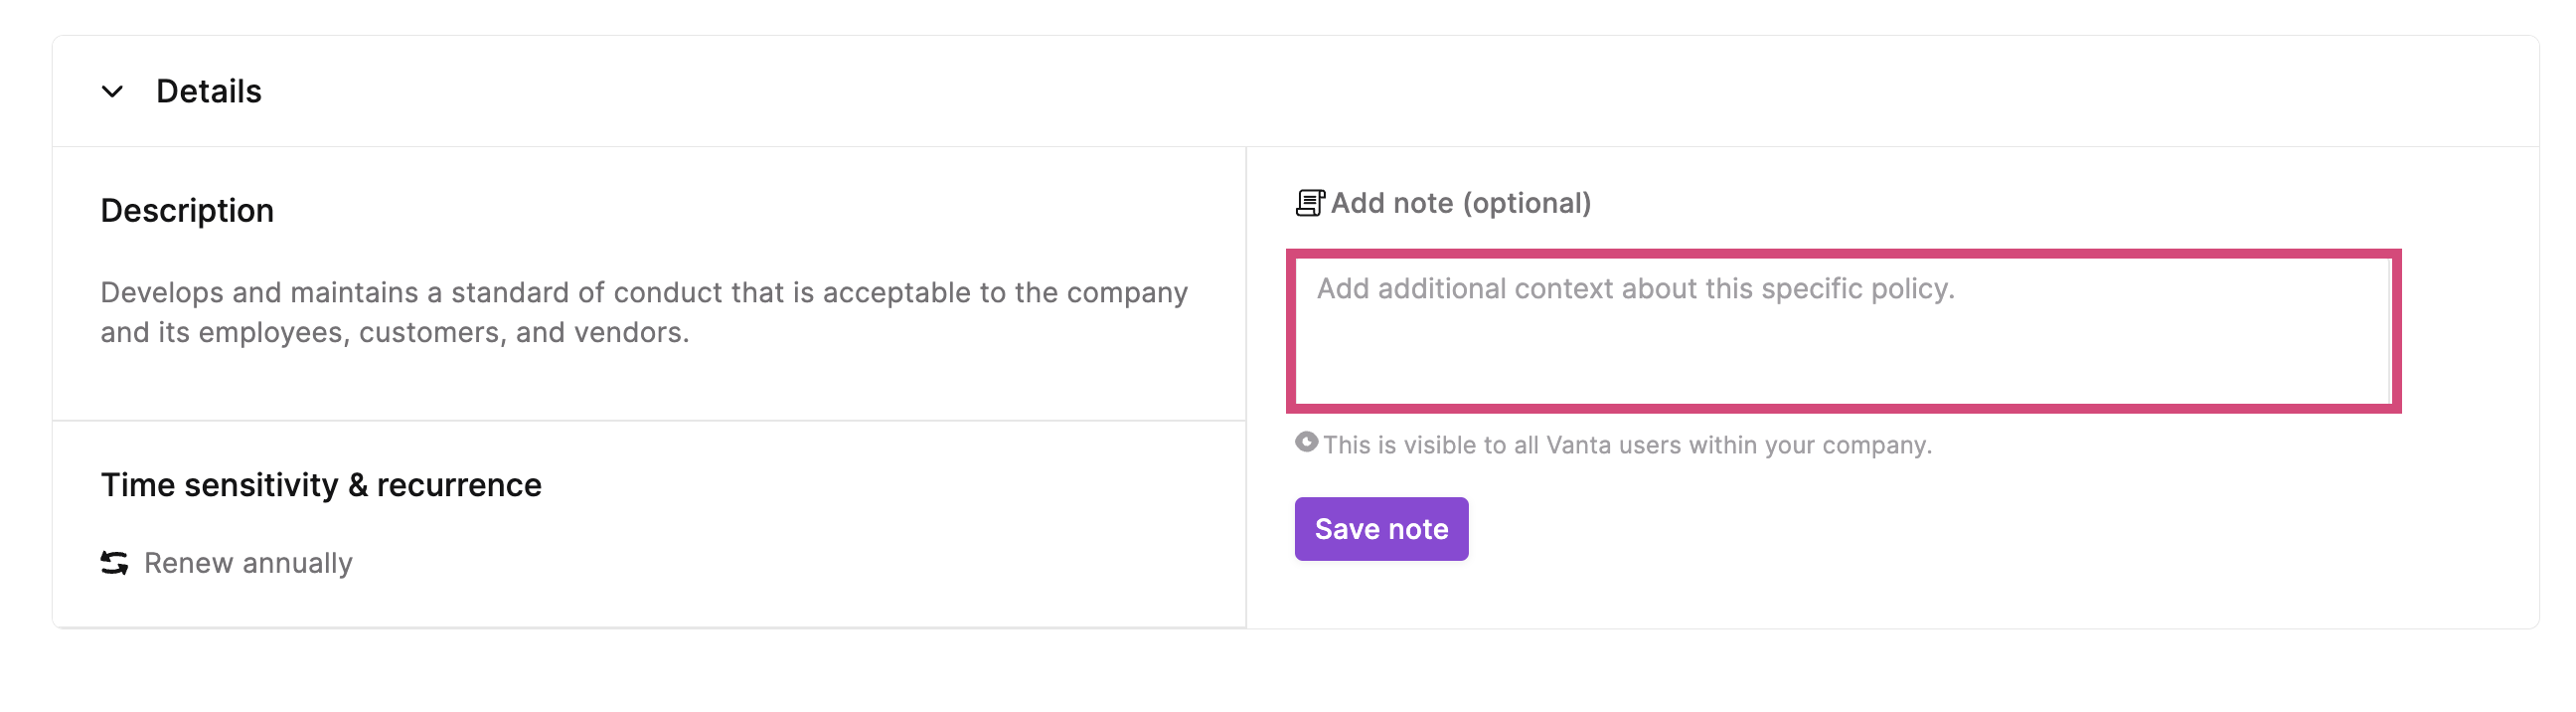 Details
Description
Develops and maintains a standard of conduct that is acceptable to the company
and its employees, customers, and vendors.
Time sensitivity & recurrence
Renew annually
Add note (optional)
Add additional context about this specific policy.
This is visible to all Vanta users within your company.
Save note